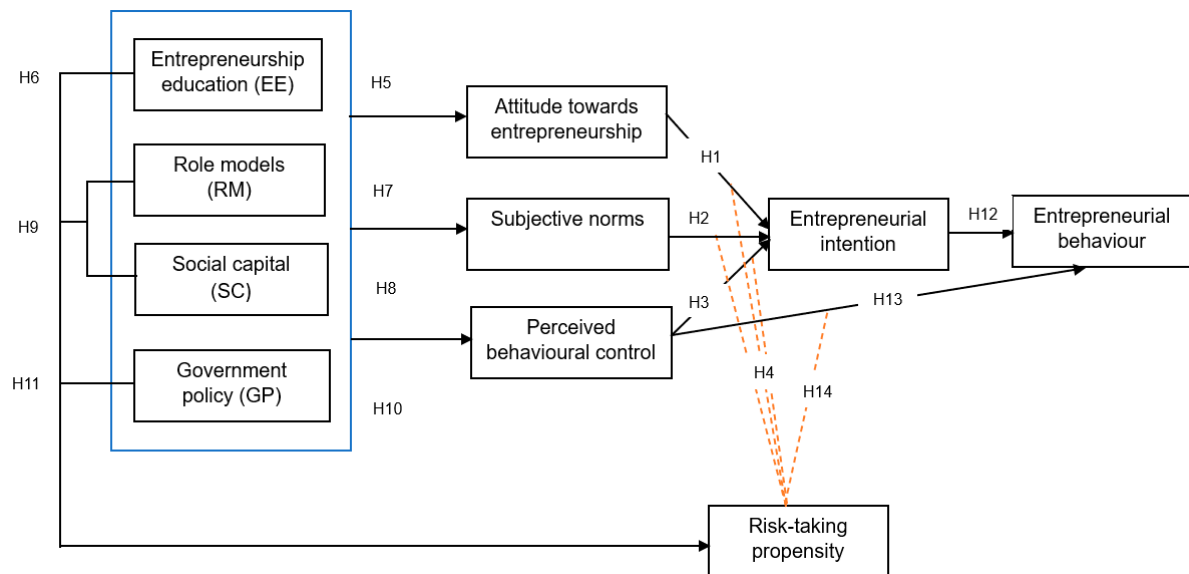 H6
Entrepreneurship
education (EE)
H5
Attitude towards
entrepreneurship
H1
Role models
(RM)
H7
H9
Subjective norms
H2
Entrepreneurial
intention
H12
Entrepreneurial
behaviour
Social capital
(SC)
H8
H3
H13
Perceived
behavioural control
Government
policy (GP)
H11
H10
H4
H14
Risk-taking
propensity